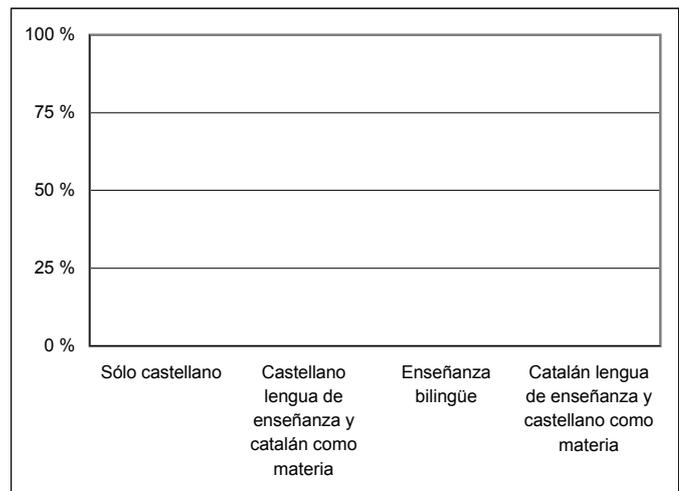 100 %
75 %
50 %
25 %
0 %
Sólo castellano
Castellano
lengua de
enseñanza y
catalán como
materia
Enseñanza
bilingüe
Catalán lengua
de enseñanza y
castellano como
materia